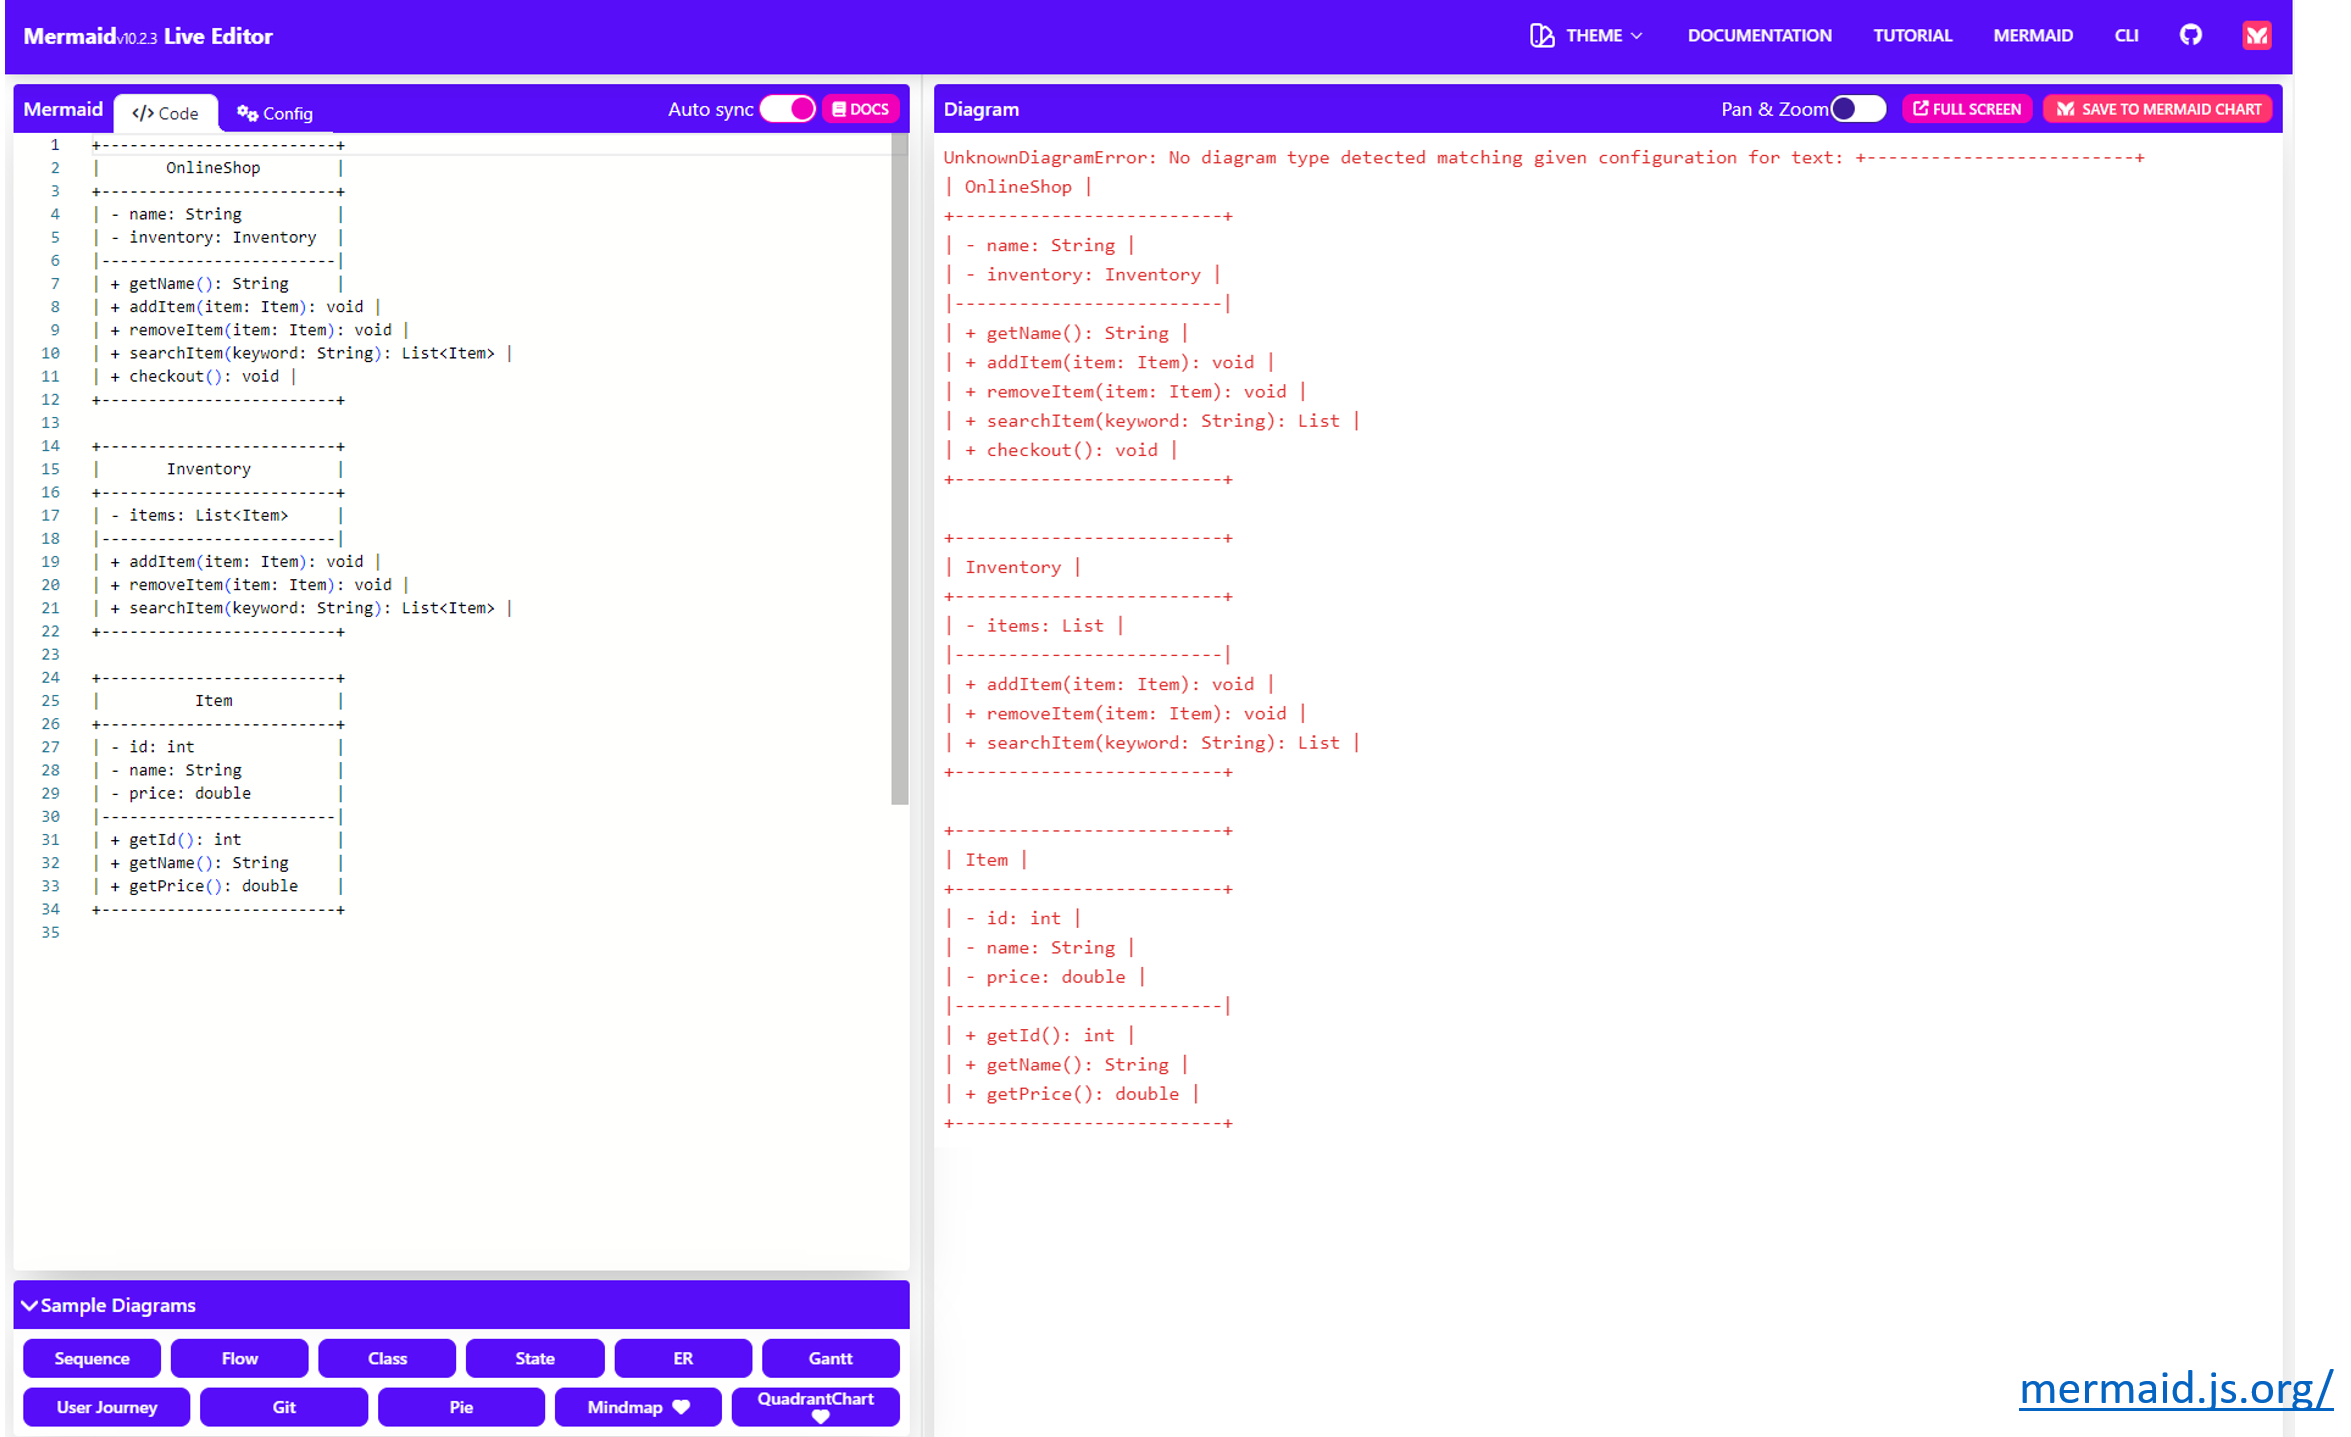 Mermaid v10.2.3 Live Editor
THEME DOCUMENTATION TUTORIAL MERMAID CLI
Mermaid </> Code Config Auto sync DOCS
1 +-------------------------+
2 |       OnlineShop        |
3 +-------------------------+
4 | - name: String          |
5 | - inventory: Inventory  |
6 |-------------------------|
7 | + getName(): String     |
8 | + addItem(item: Item): void |
9 | + removeItem(item: Item): void |
10 | + searchItem(keyword: String): List<Item> |
11 | + checkout(): void |
12 +-------------------------+
13
14 +-------------------------+
15 |       Inventory         |
16 +-------------------------+
17 | - items: List<Item>     |
18 |-------------------------|
19 | + addItem(item: Item): void |
20 | + removeItem(item: Item): void |
21 | + searchItem(keyword: String): List<Item> |
22 +-------------------------+
23
24 +-------------------------+
25 |          Item           |
26 +-------------------------+
27 | - id: int               |
28 | - name: String          |
29 | - price: double         |
30 |-------------------------|
31 | + getId(): int          |
32 | + getName(): String     |
33 | + getPrice(): double    |
34 +-------------------------+
35
Sample Diagrams
Sequence Flow Class State ER Gantt
User Journey Git Pie Mindmap QuadrantChart
Diagram Pan & Zoom FULL SCREEN SAVE TO MERMAID CHART
UnknownDiagramError: No diagram type detected matching given configuration for text: +-------------------------+
| OnlineShop |
+-------------------------+
| - name: String |
| - inventory: Inventory |
|-------------------------|
| + getName(): String |
| + addItem(item: Item): void |
| + removeItem(item: Item): void |
| + searchItem(keyword: String): List |
| + checkout(): void |
+-------------------------+
+-------------------------+
| Inventory |
+-------------------------+
| - items: List |
|-------------------------|
| + addItem(item: Item): void |
| + removeItem(item: Item): void |
| + searchItem(keyword: String): List |
+-------------------------+
+-------------------------+
| Item |
+-------------------------+
| - id: int |
| - name: String |
| - price: double |
|-------------------------|
| + getId(): int |
| + getName(): String |
| + getPrice(): double |
+-------------------------+
mermaid.js.org/